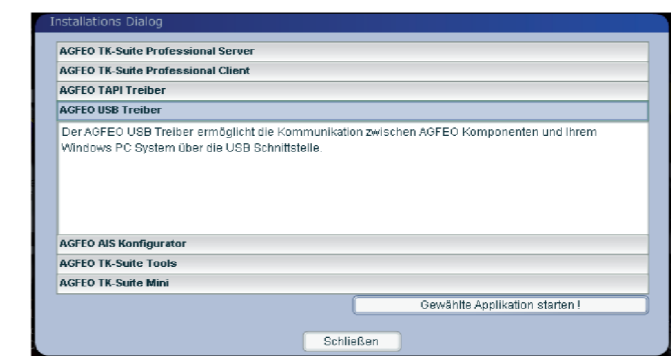 Installations Dialog
AGFEO TK-Suite Professional Server
AGFEO TK-Suite Professional Client
AGFEO TAPI Treiber
AGFEO USB Treiber
Der AGFEO USB Treiber ermöglicht die Kommunikation zwischen AGFEO Komponenten und Ihrem
Windows PC System über die USB Schnittstelle.
AGFEO AIS Konfigurator
AGFEO TK-Suite Tools
AGFEO TK-Suite Mini
Gewählte Applikation starten !
Schließen